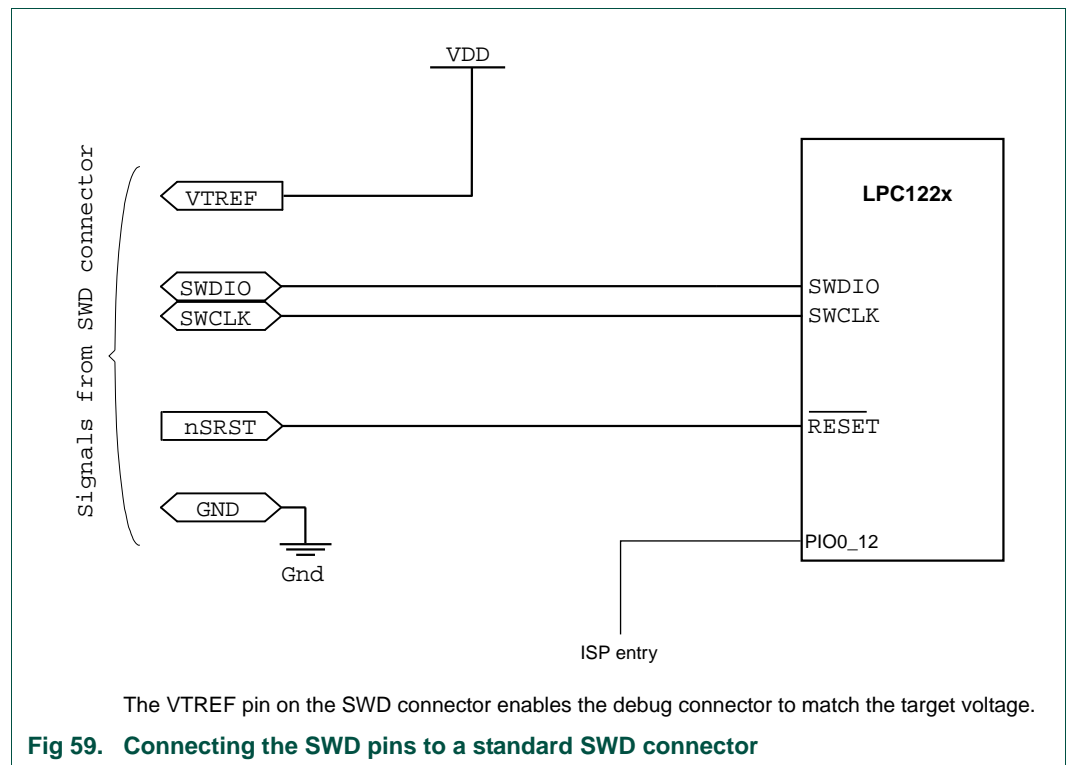 VDD
Signals from SWD connector
VTREF
LPC122x
SWDIO
SWDIO
SWCLK
SWCLK
nSRST
RESET
GND
Gnd
PIO0_12
ISP entry
The VTREF pin on the SWD connector enables the debug connector to match the target voltage.
Fig 59. Connecting the SWD pins to a standard SWD connector